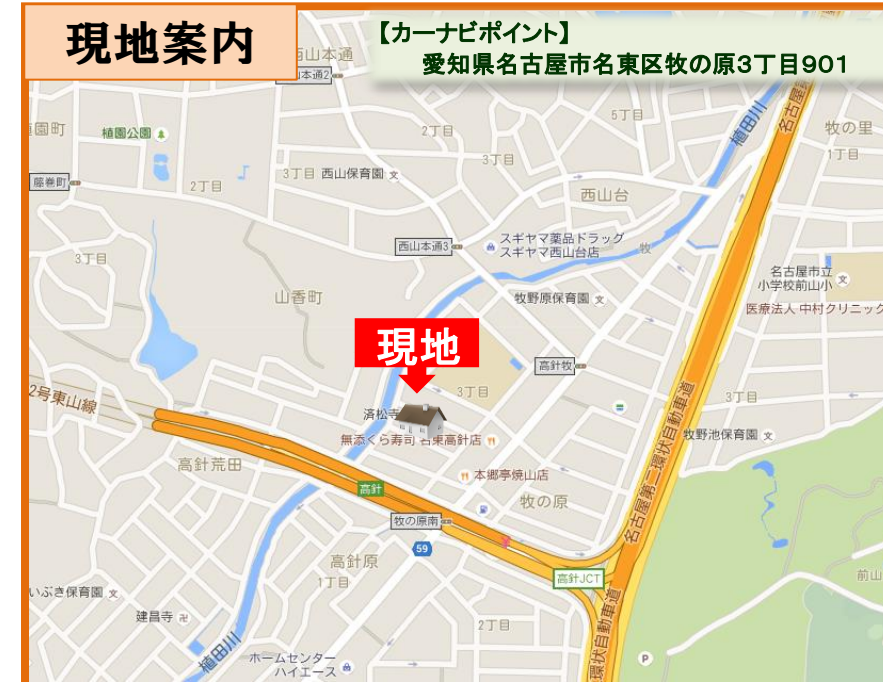 現地案内
【カーナビポイント】
愛知県名古屋市名東区牧の原3丁目901
西山本通
山本通2
植園町
植園公園
2丁目
5丁目
植田川
牧の里
1丁目
藤巻町
2丁目
3丁目
西山保育園
3丁目
西山台
3丁目
西山本通3
スギヤマ薬品ドラッグ
スギヤマ西山台店
牧
名古屋市立
小学校前山小
医療法人 中村クリニック
山香町
牧野原保育園
現地
高針牧
2号東山線
3丁目
済松寺
無添くら寿司 名東高針店
3丁目
牧野池保育園
名古屋第二環状自動車道
高針荒田
本郷亭焼山店
高針
牧の原
牧の原南
59
高針原
1丁目
高針JCT
前山
いぶき保育園
建昌寺
2丁目
植田川
ホームセンター
ハイエース
環状自動車道
P